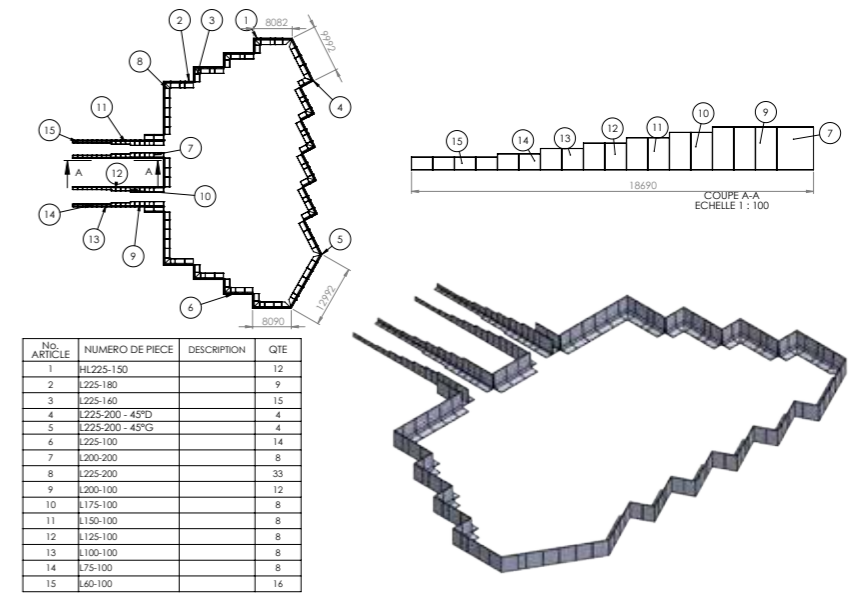 2
3
1
8082
9992
8
4
11
15
7
A
A
12
10
14
13
9
5
6
12992
8090
15
14
13
12
11
10
9
7
18690
COUPE A-A
ECHELLE 1 : 100
No. ARTICLE NUMERO DE PIECE DESCRIPTION QTE
1 HL225-150 12
2 L225-180 9
3 L225-160 15
4 L225-200 - 45°D 4
5 L225-200 - 45°G 4
6 L225-100 14
7 L200-200 8
8 L225-200 33
9 L200-100 12
10 L175-100 8
11 L150-100 8
12 L125-100 8
13 L100-100 8
14 L75-100 8
15 L60-100 16